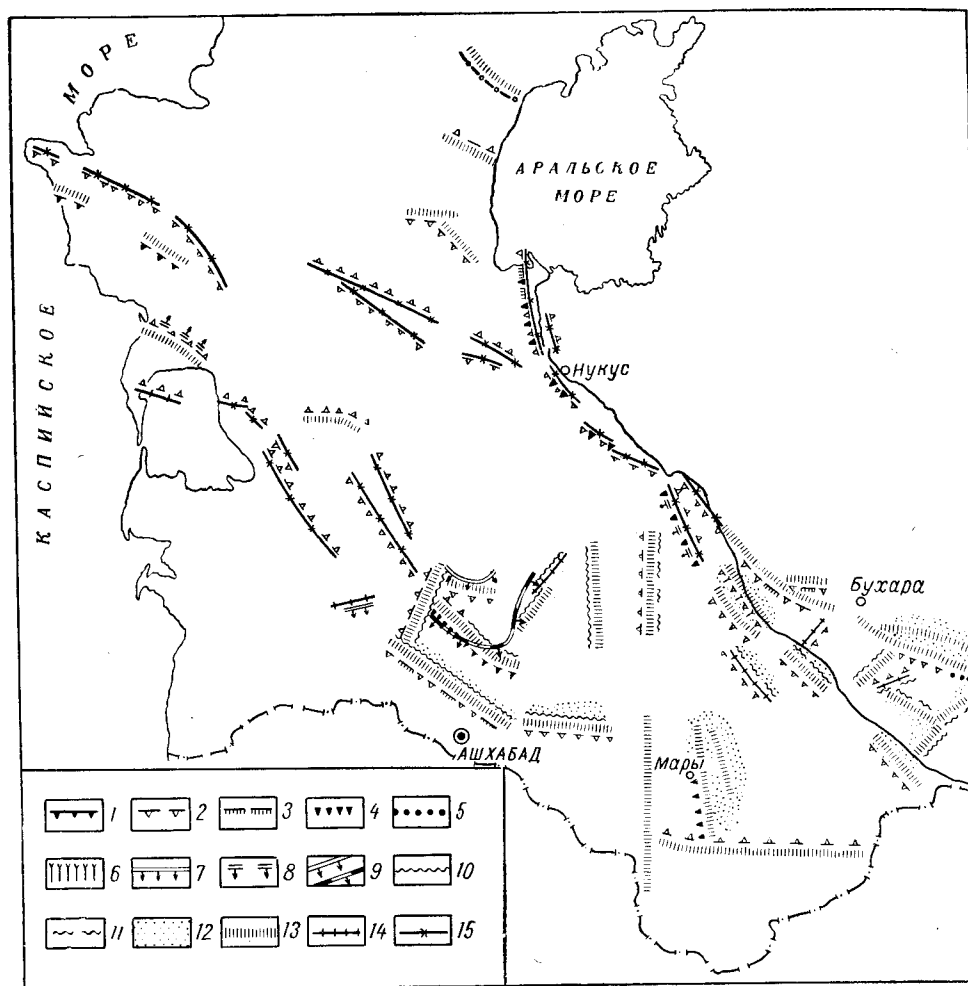 МОРЕ
АРАЛЬСКОЕ
МОРЕ
КАСПИЙСКОЕ
Нукус
Бухара
АШХАБАД
Мары
1 2 3 4 5
6 7 8 9 10
11 12 13 14 15